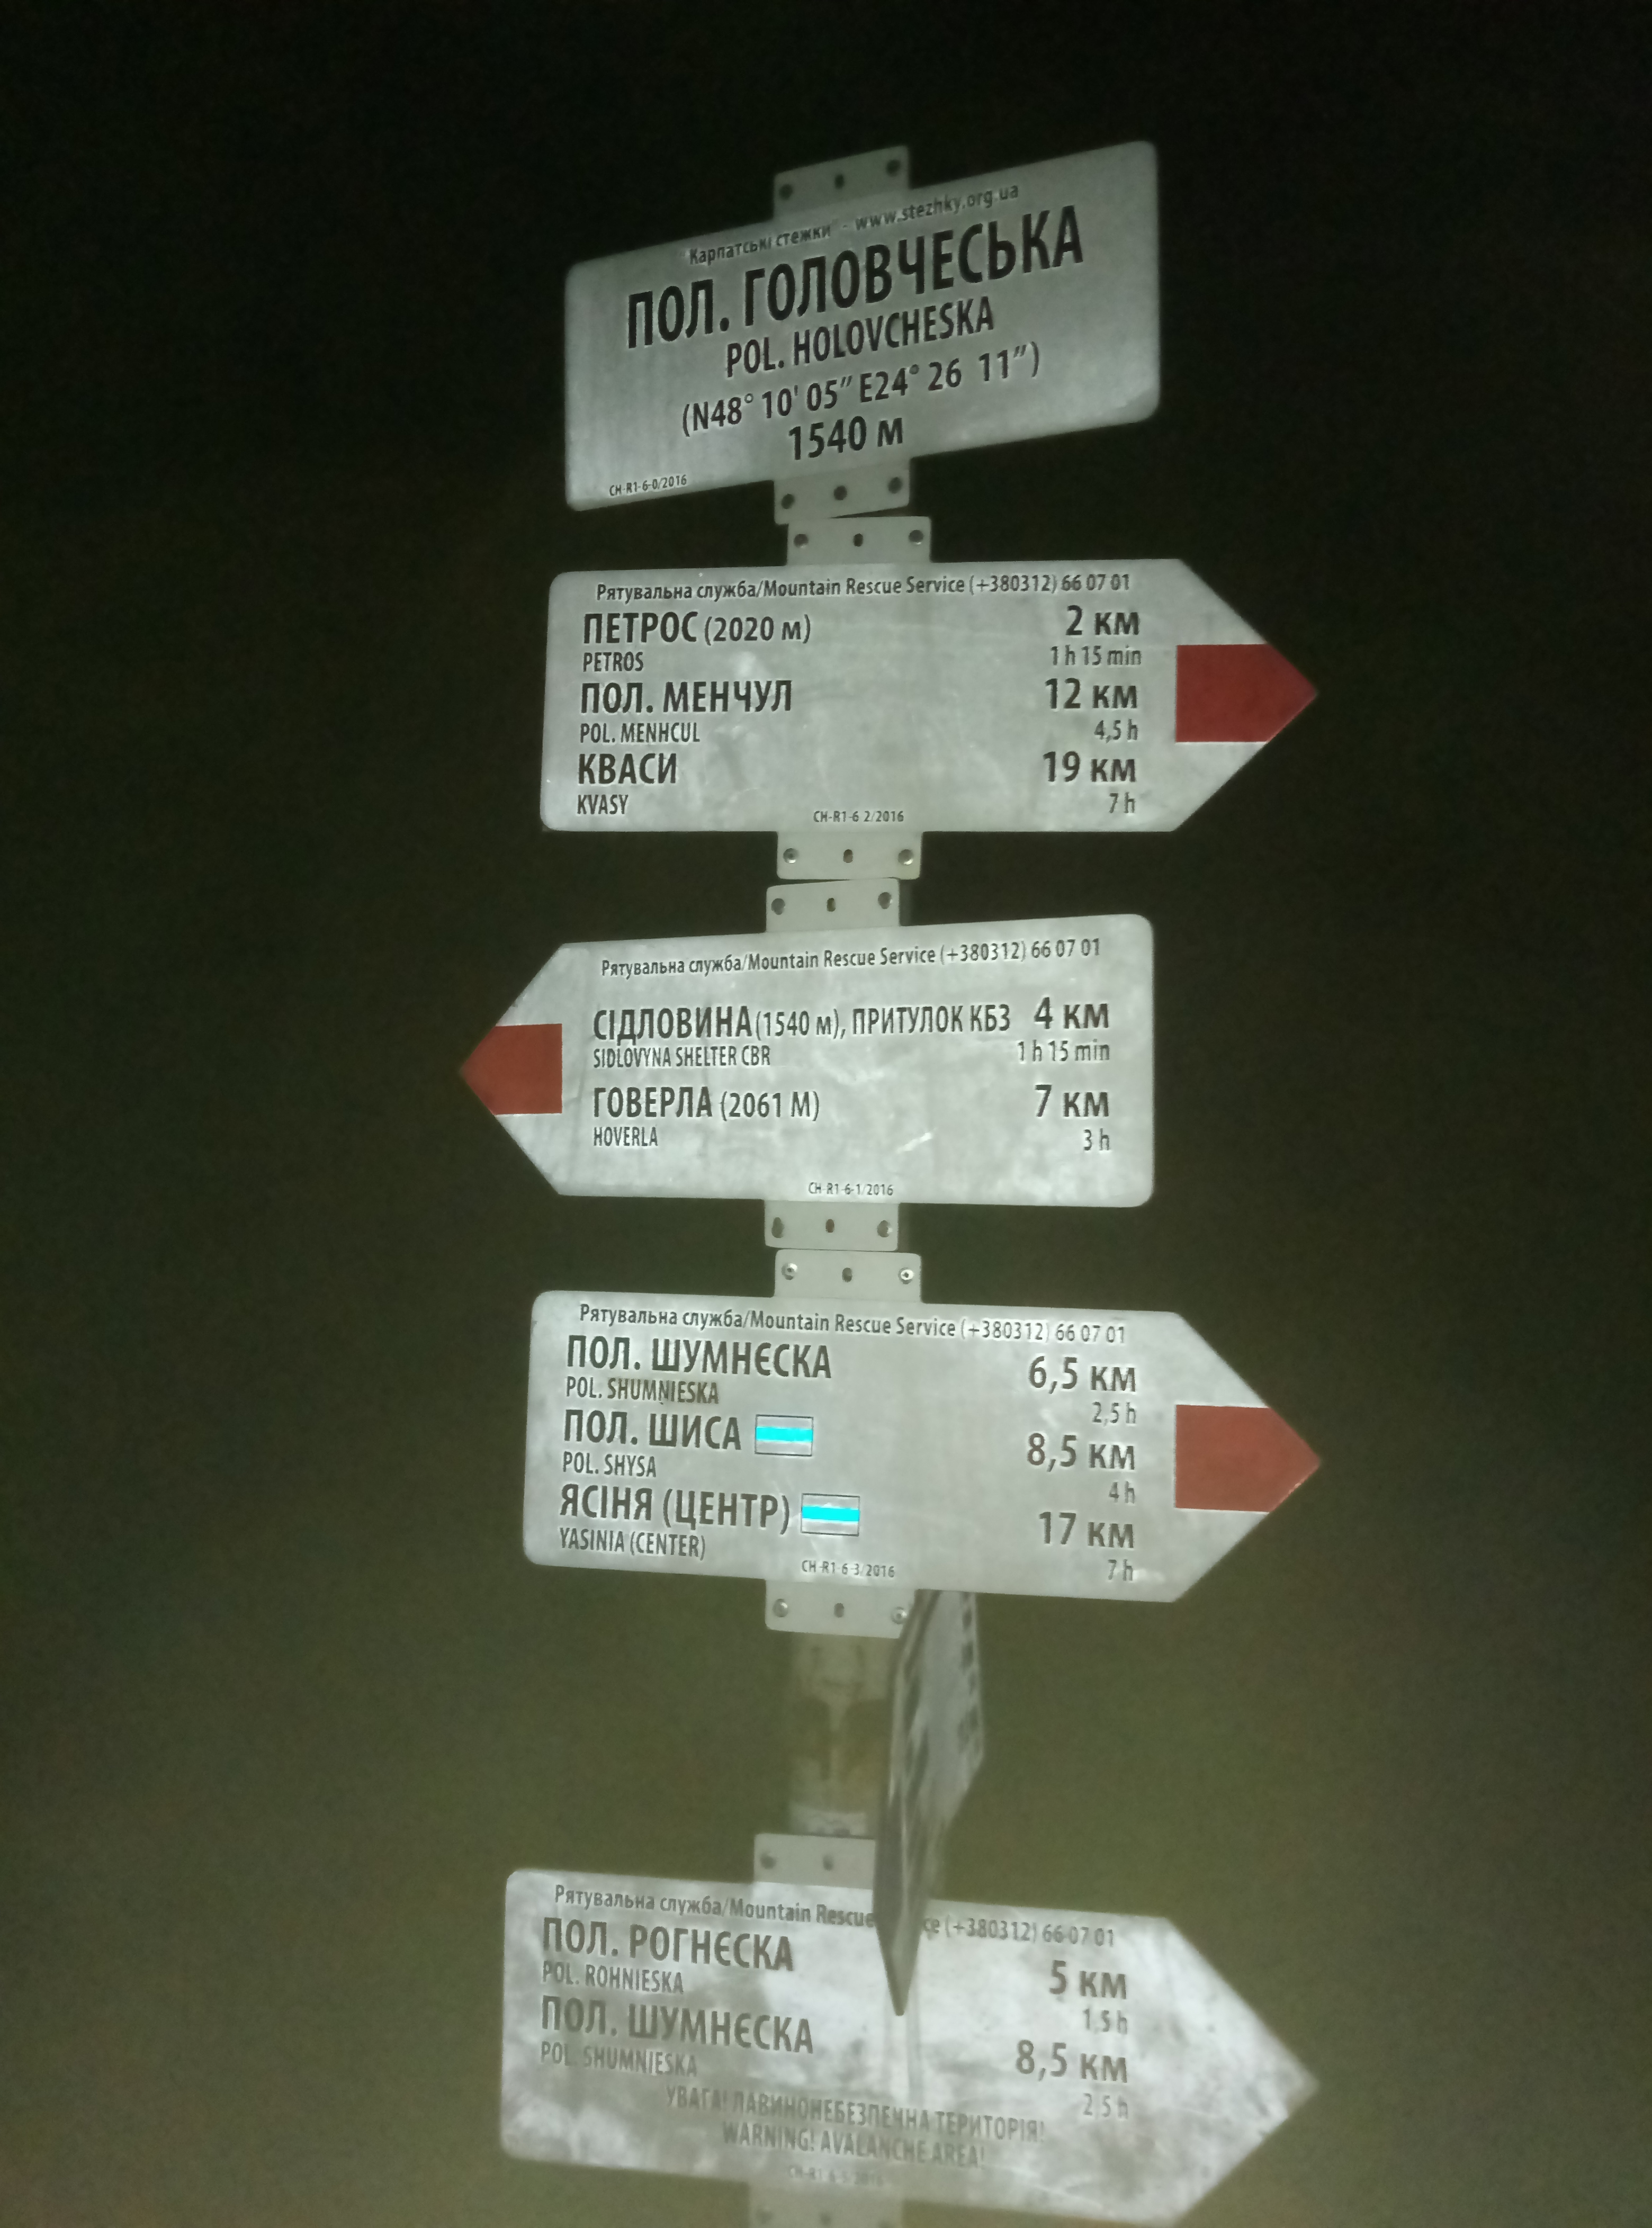 "Карпатські стежки" - www.stezhky.org.ua
ПОЛ. ГОЛОВЧЕСЬКА
POL. HOLOVCHESKA
(N48° 10' 05" E24° 26 11")
1540 м
CH-R1-6-0/2016
Рятувальна служба/Mountain Rescue Service (+380312) 66 07 01
ПЕТРОС (2020 м) 2 км
PETROS 1 h 15 min
ПОЛ. МЕНЧУЛ 12 км
POL. MENHCUL 4,5 h
КВАСИ 19 км
KVASY 7 h
CH-R1-6 2/2016
Рятувальна служба/Mountain Rescue Service (+380312) 66 07 01
СІДЛОВИНА (1540 м), ПРИТУЛОК КБЗ 4 км
SIDLOVYNA SHELTER CBR 1 h 15 min
ГОВЕРЛА (2061 М) 7 км
HOVERLA 3 h
CH-R1-6-1/2016
Рятувальна служба/Mountain Rescue Service (+380312) 66 07 01
ПОЛ. ШУМНЄСКА 6,5 км
POL. SHUMNIESKA 2,5 h
ПОЛ. ШИСА 8,5 км
POL. SHYSA 4 h
ЯСІНЯ (ЦЕНТР) 17 км
YASINIA (CENTER) 7 h
CH-R1-6-3/2016
Рятувальна служба/Mountain Rescue (+380312) 66 07 01
ПОЛ. РОГНЄСКА 5 км
POL. ROHNIESKA 1,5 h
ПОЛ. ШУМНЄСКА 8,5 км
POL. SHUMNIESKA 2,5 h
УВАГА! ЛАВИНОНЕБЕЗПЕЧНА ТЕРИТОРІЯ!
WARNING! AVALANCHE AREA!